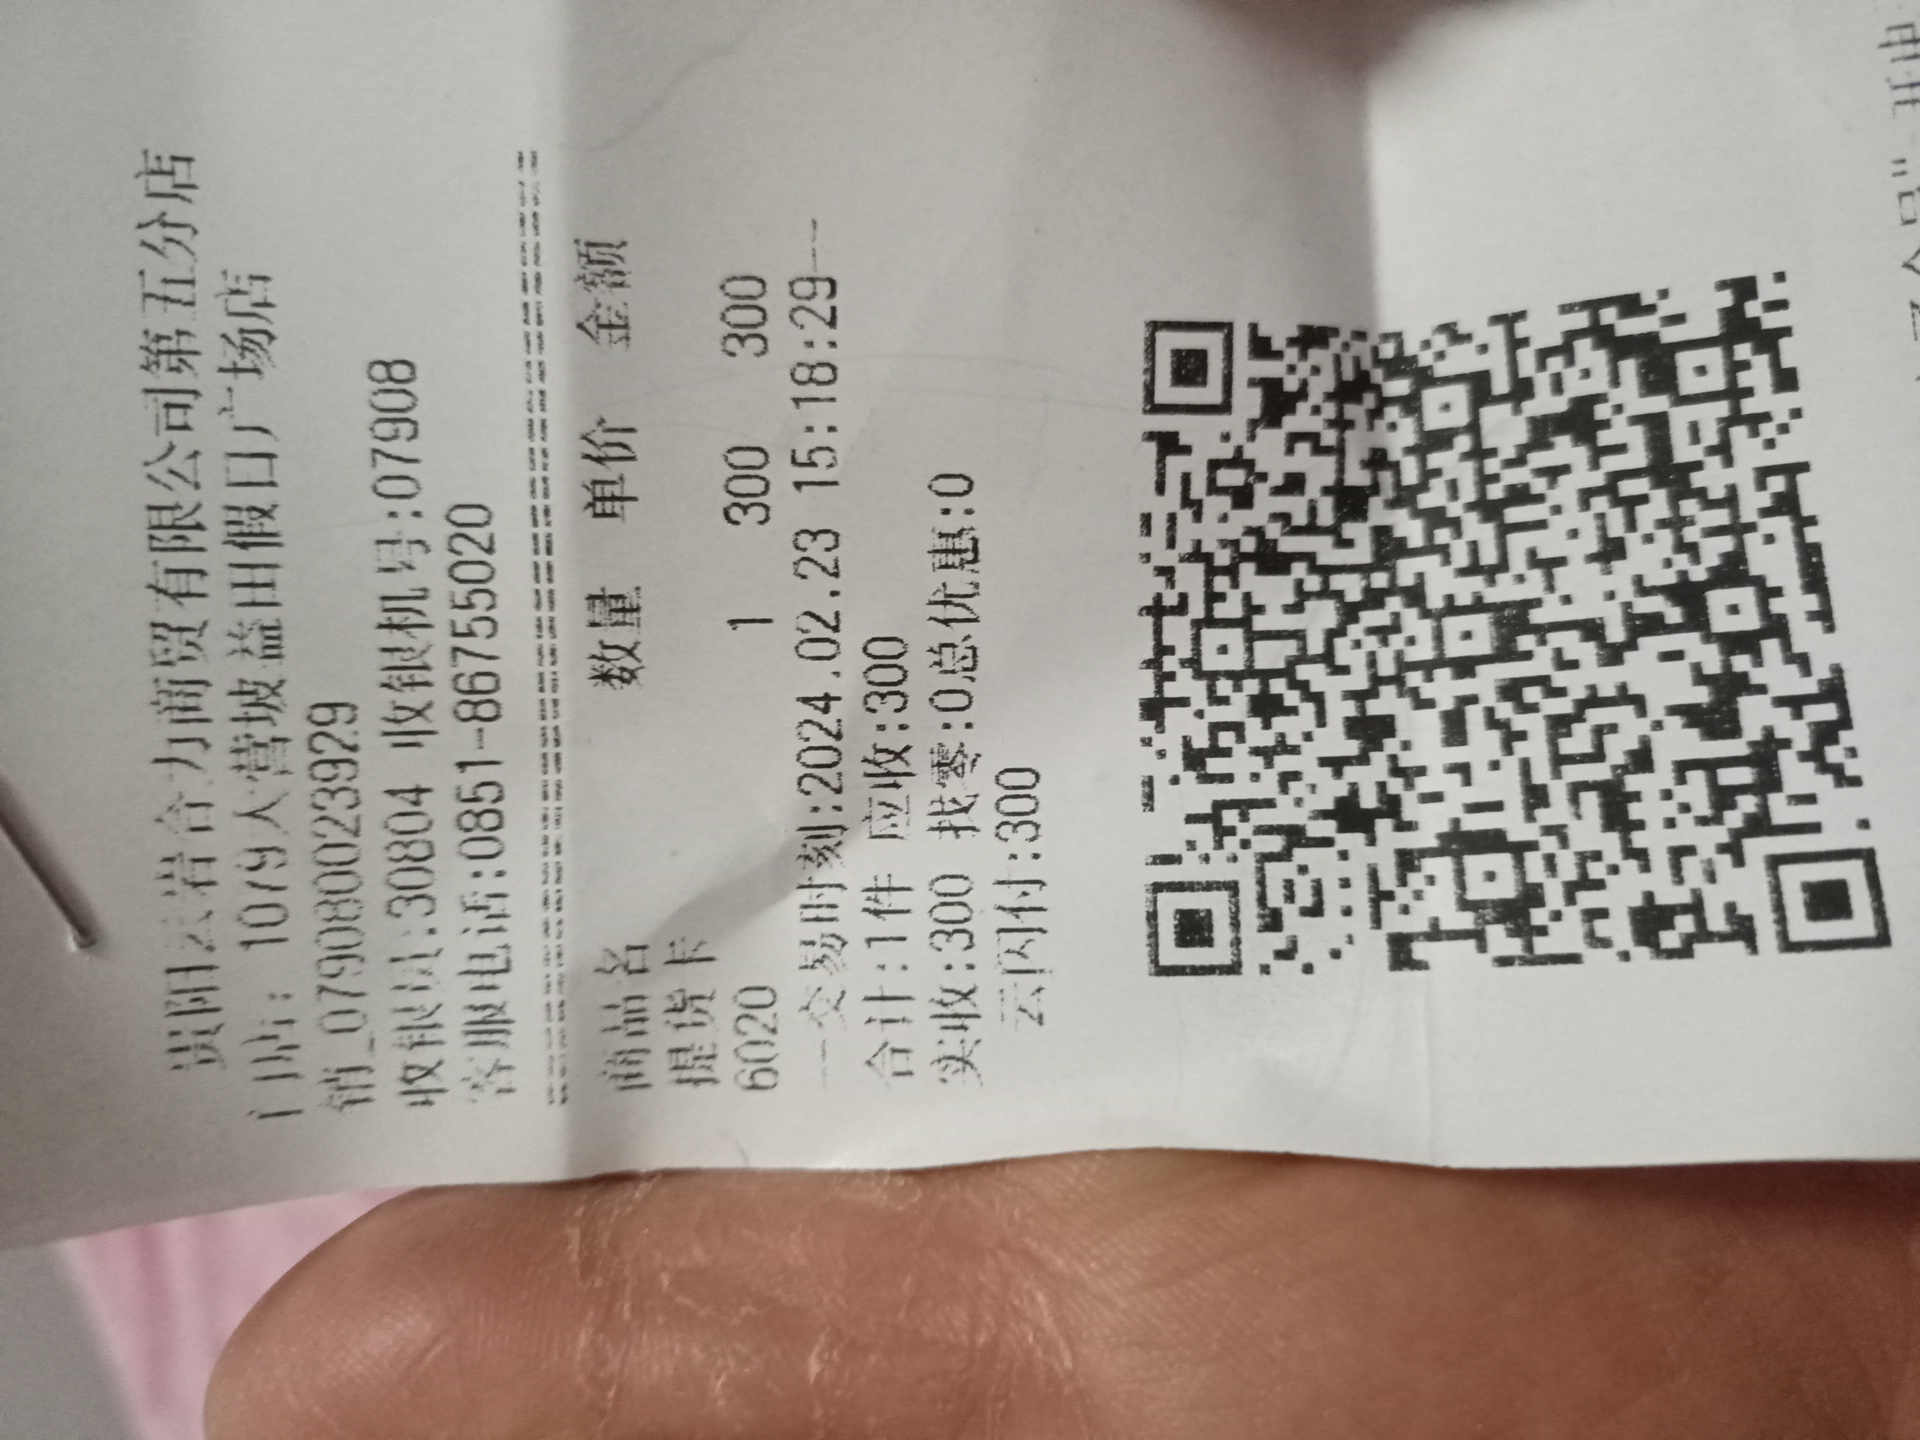 贵阳云岩合力商贸有限公司第五分店
门店: 1079大营坡益田假日广场店
销_0790800239​29
收银员:30804 收银机号:07908
客服电话:0851-86755020
商品名 数量 单价 金额
提货卡
6020 1 300 300
--交易时刻:2024.02.23 15:18:29--
合计:1件 应收:300
实收:300 找零:0总优惠:0
云闪付:300